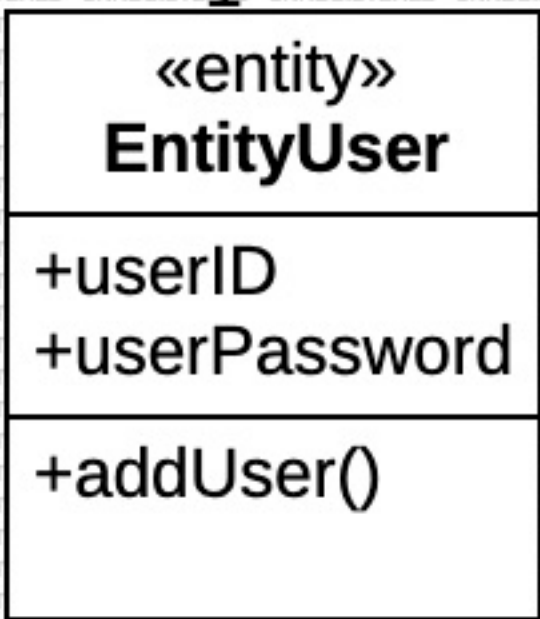 «entity»
EntityUser
+userID
+userPassword
+addUser()